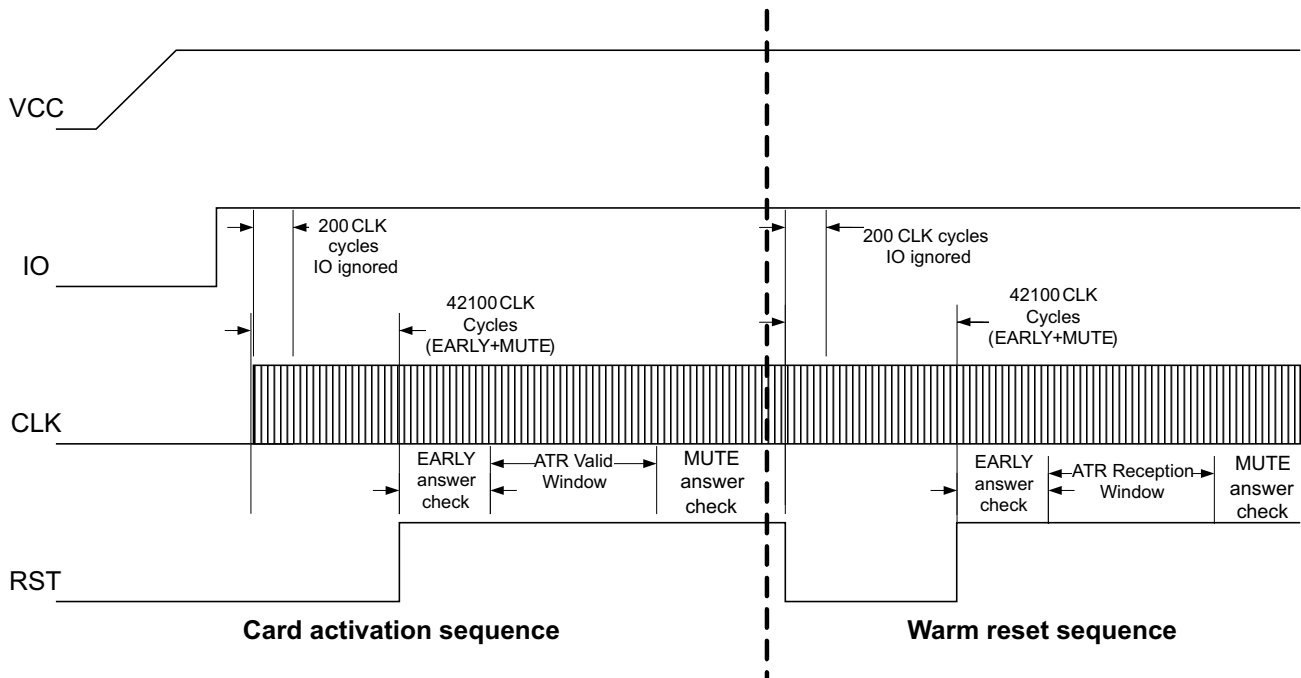 VCC
IO
200 CLK
cycles
IO ignored
200 CLK cycles
IO ignored
42100 CLK
Cycles
(EARLY+MUTE)
42100 CLK
Cycles
(EARLY+MUTE)
CLK
EARLY
answer
check
ATR Valid
Window
MUTE
answer
check
EARLY
answer
check
ATR Reception
Window
MUTE
answer
check
RST
Card activation sequence
Warm reset sequence